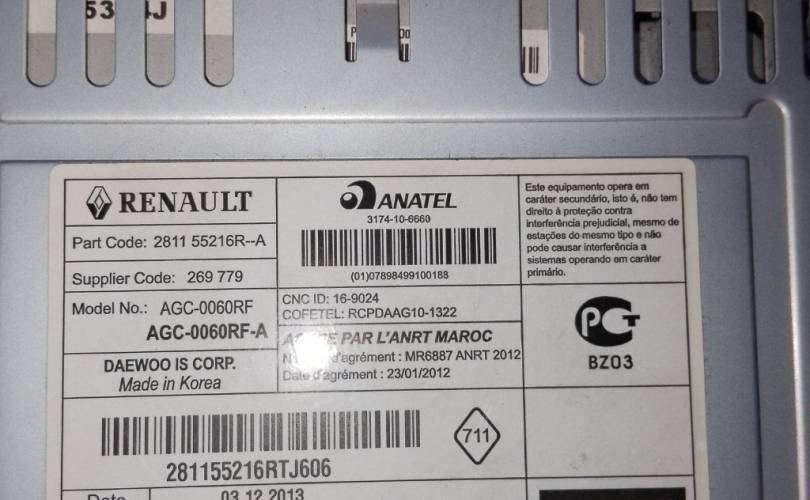 53
4J
P
Do
RENAULT
Part Code: 2811 55216R--A
Supplier Code: 269 779
Model No.: AGC-0060RF
AGC-0060RF-A
DAEWOO IS CORP.
Made in Korea
ANATEL
3174-10-6660
(01)07898499100188
CNC ID: 16-9024
COFETEL: RCPDAAG10-1322
PAR L'ANRT MAROC
d'agrément : MR6887 ANRT 2012
Date d'agrément : 23/01/2012
Este equipamento opera em
caráter secundário, isto é, não tem
direito à proteção contra
interferência prejudicial, mesmo de
estações do mesmo tipo e não
pode causar interferência a
sistemas operando em caráter
primário.
PCT
BZ03
281155216RTJ606
711
Date
03.12.2013